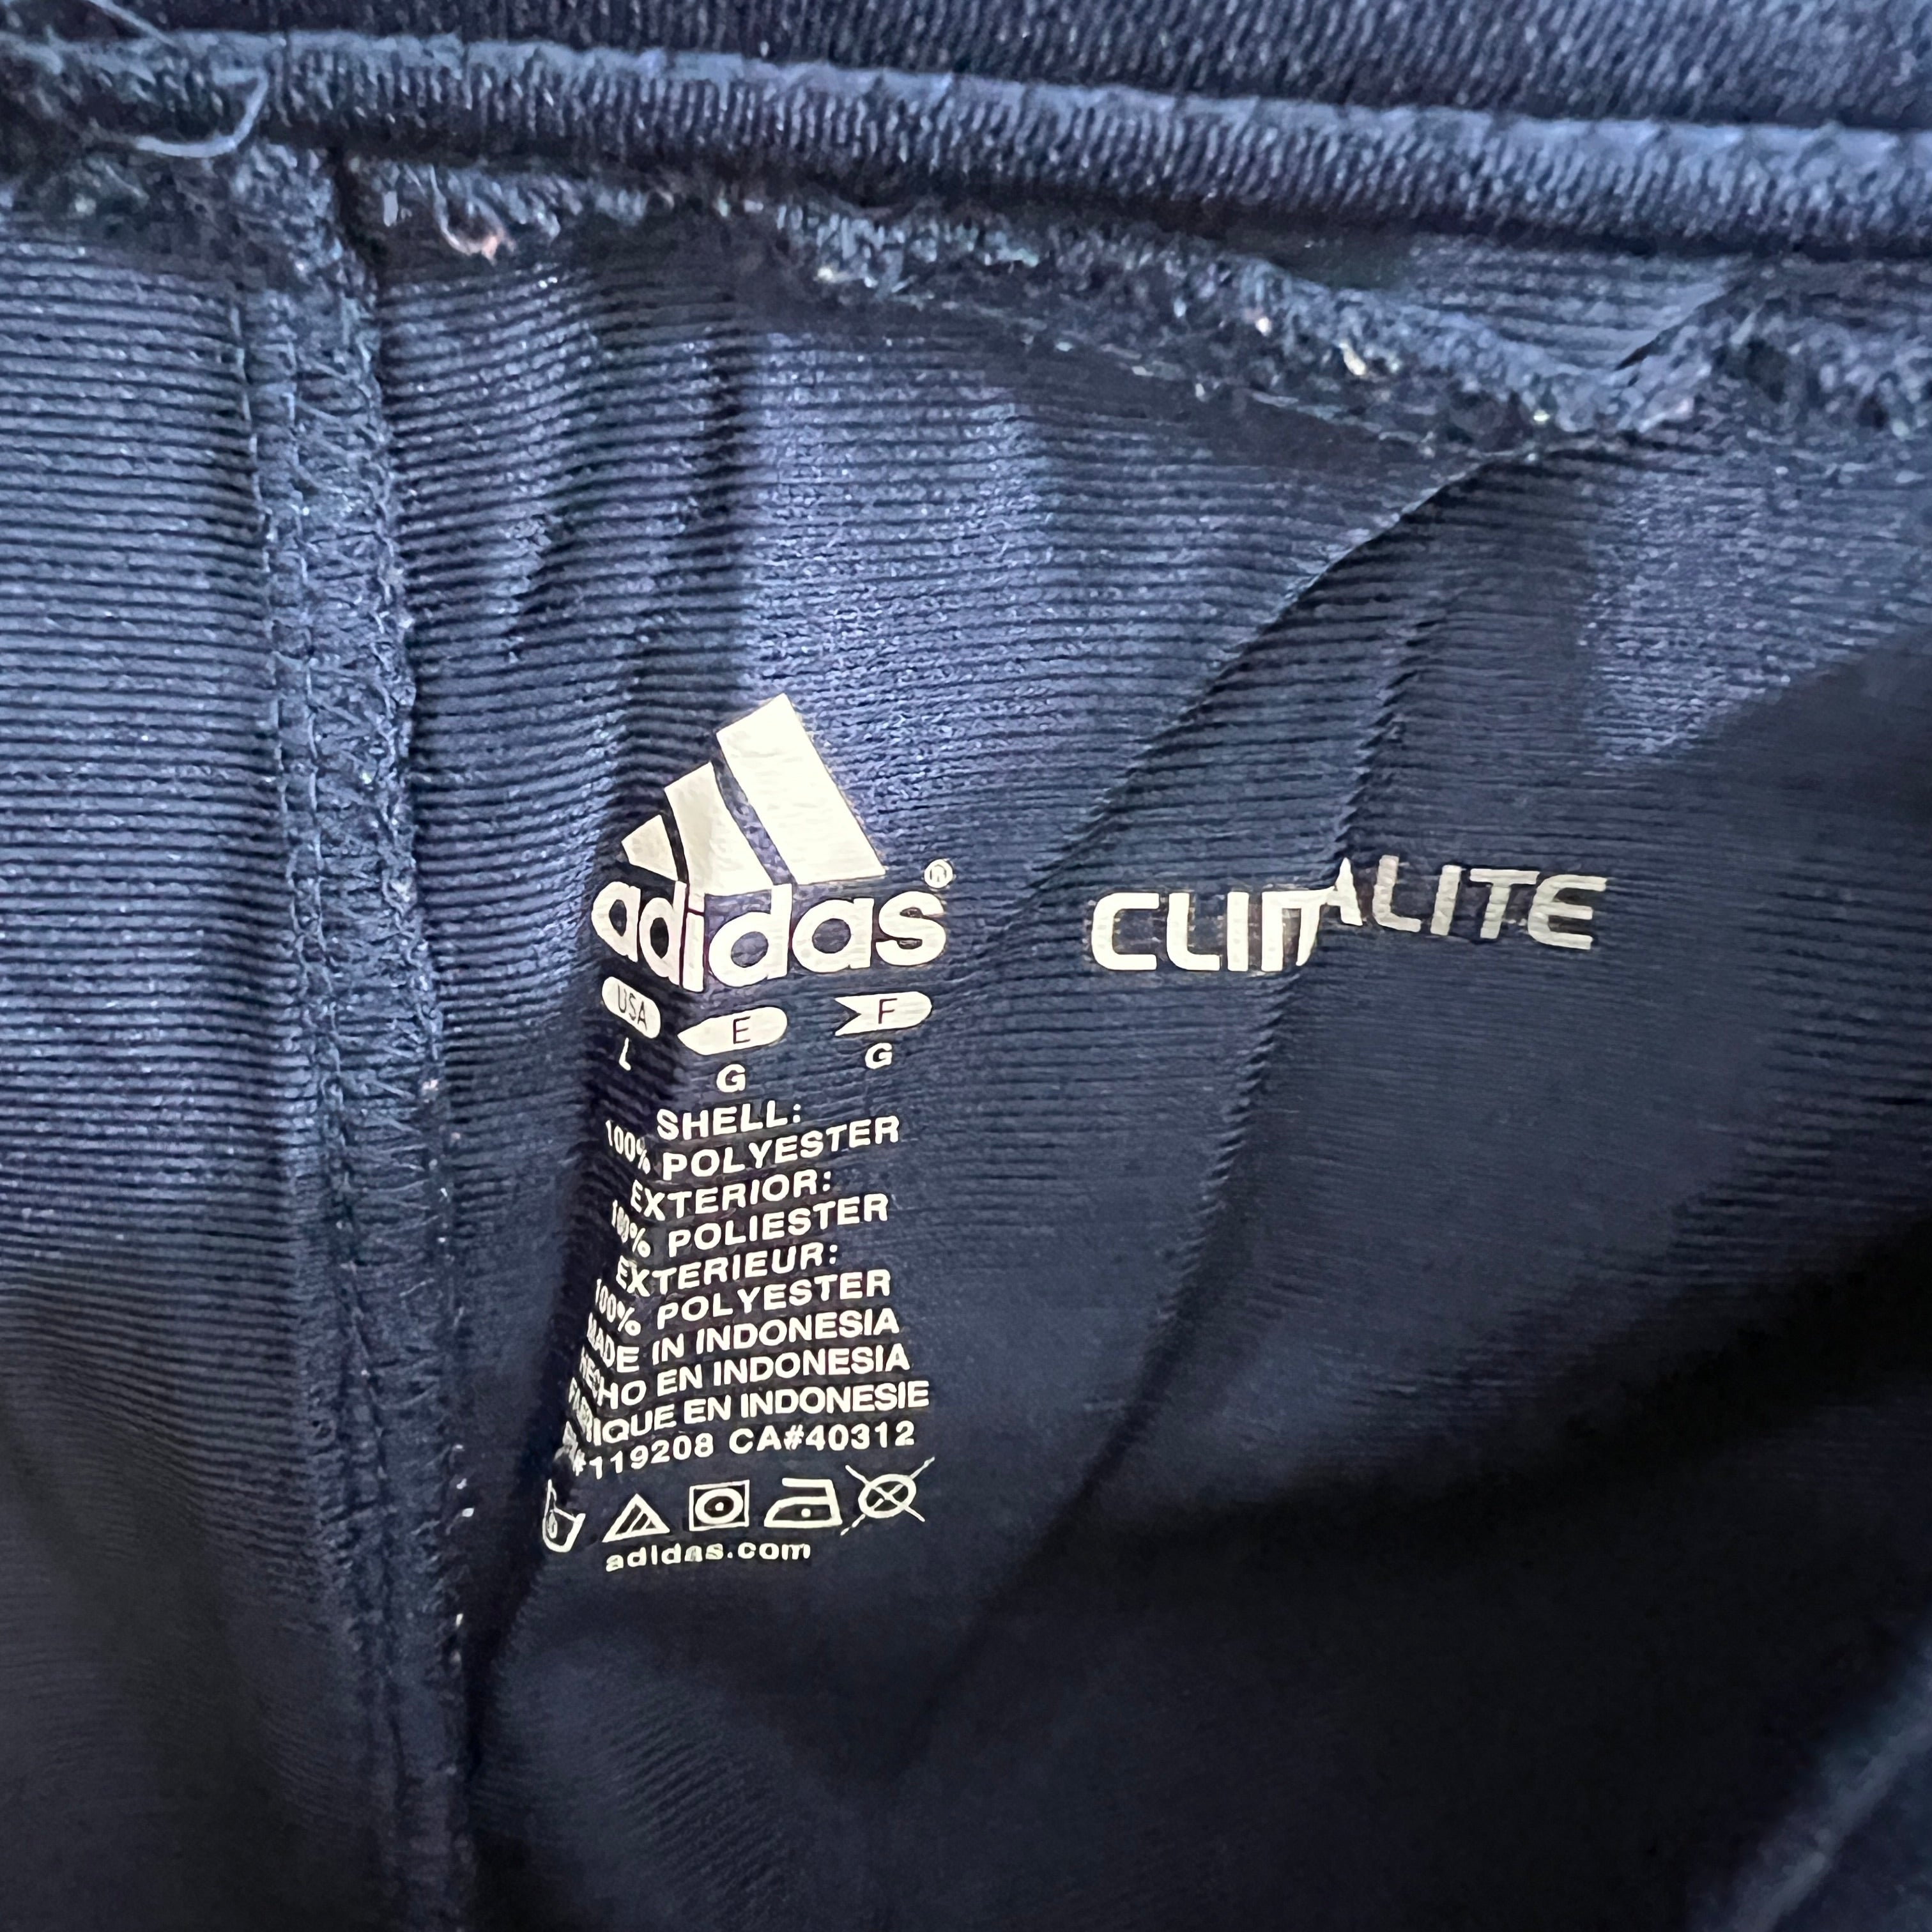 adidas®
CLIMALITE
USA E F
L G G
SHELL:
100% POLYESTER
EXTERIOR:
100% POLIESTER
EXTERIEUR:
100% POLYESTER
MADE IN INDONESIA
HECHO EN INDONESIA
FABRIQUE EN INDONESIE
#119208 CA#40312
adidas.com